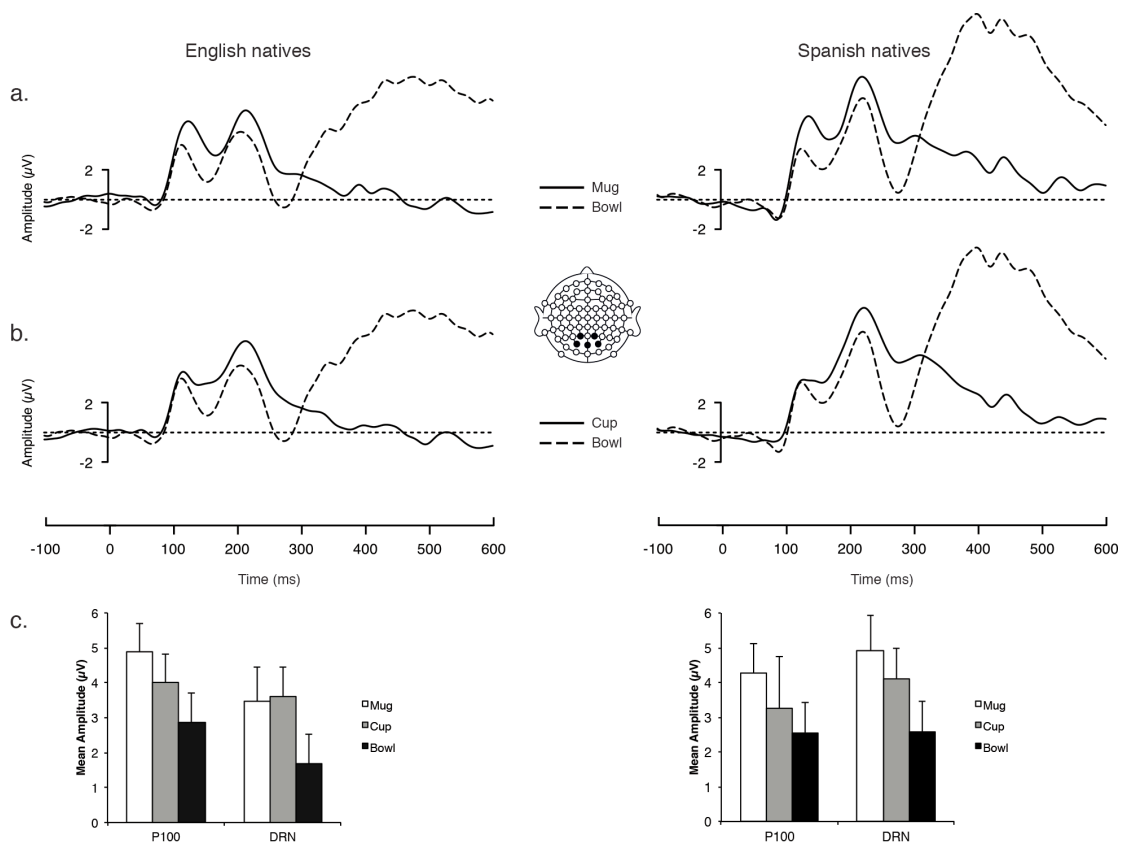 English natives
Spanish natives
a.
Amplitude (µV)
2
-2
2
-2
Mug
Bowl
b.
Amplitude (µV)
2
-2
2
-2
Cup
Bowl
-100 0 100 200 300 400 500 600
Time (ms)
-100 0 100 200 300 400 500 600
Time (ms)
c.
Mean Amplitude (µV)
6
5
4
3
2
1
0
P100 DRN
Mug
Cup
Bowl
Mean Amplitude (µV)
6
5
4
3
2
1
0
P100 DRN
Mug
Cup
Bowl